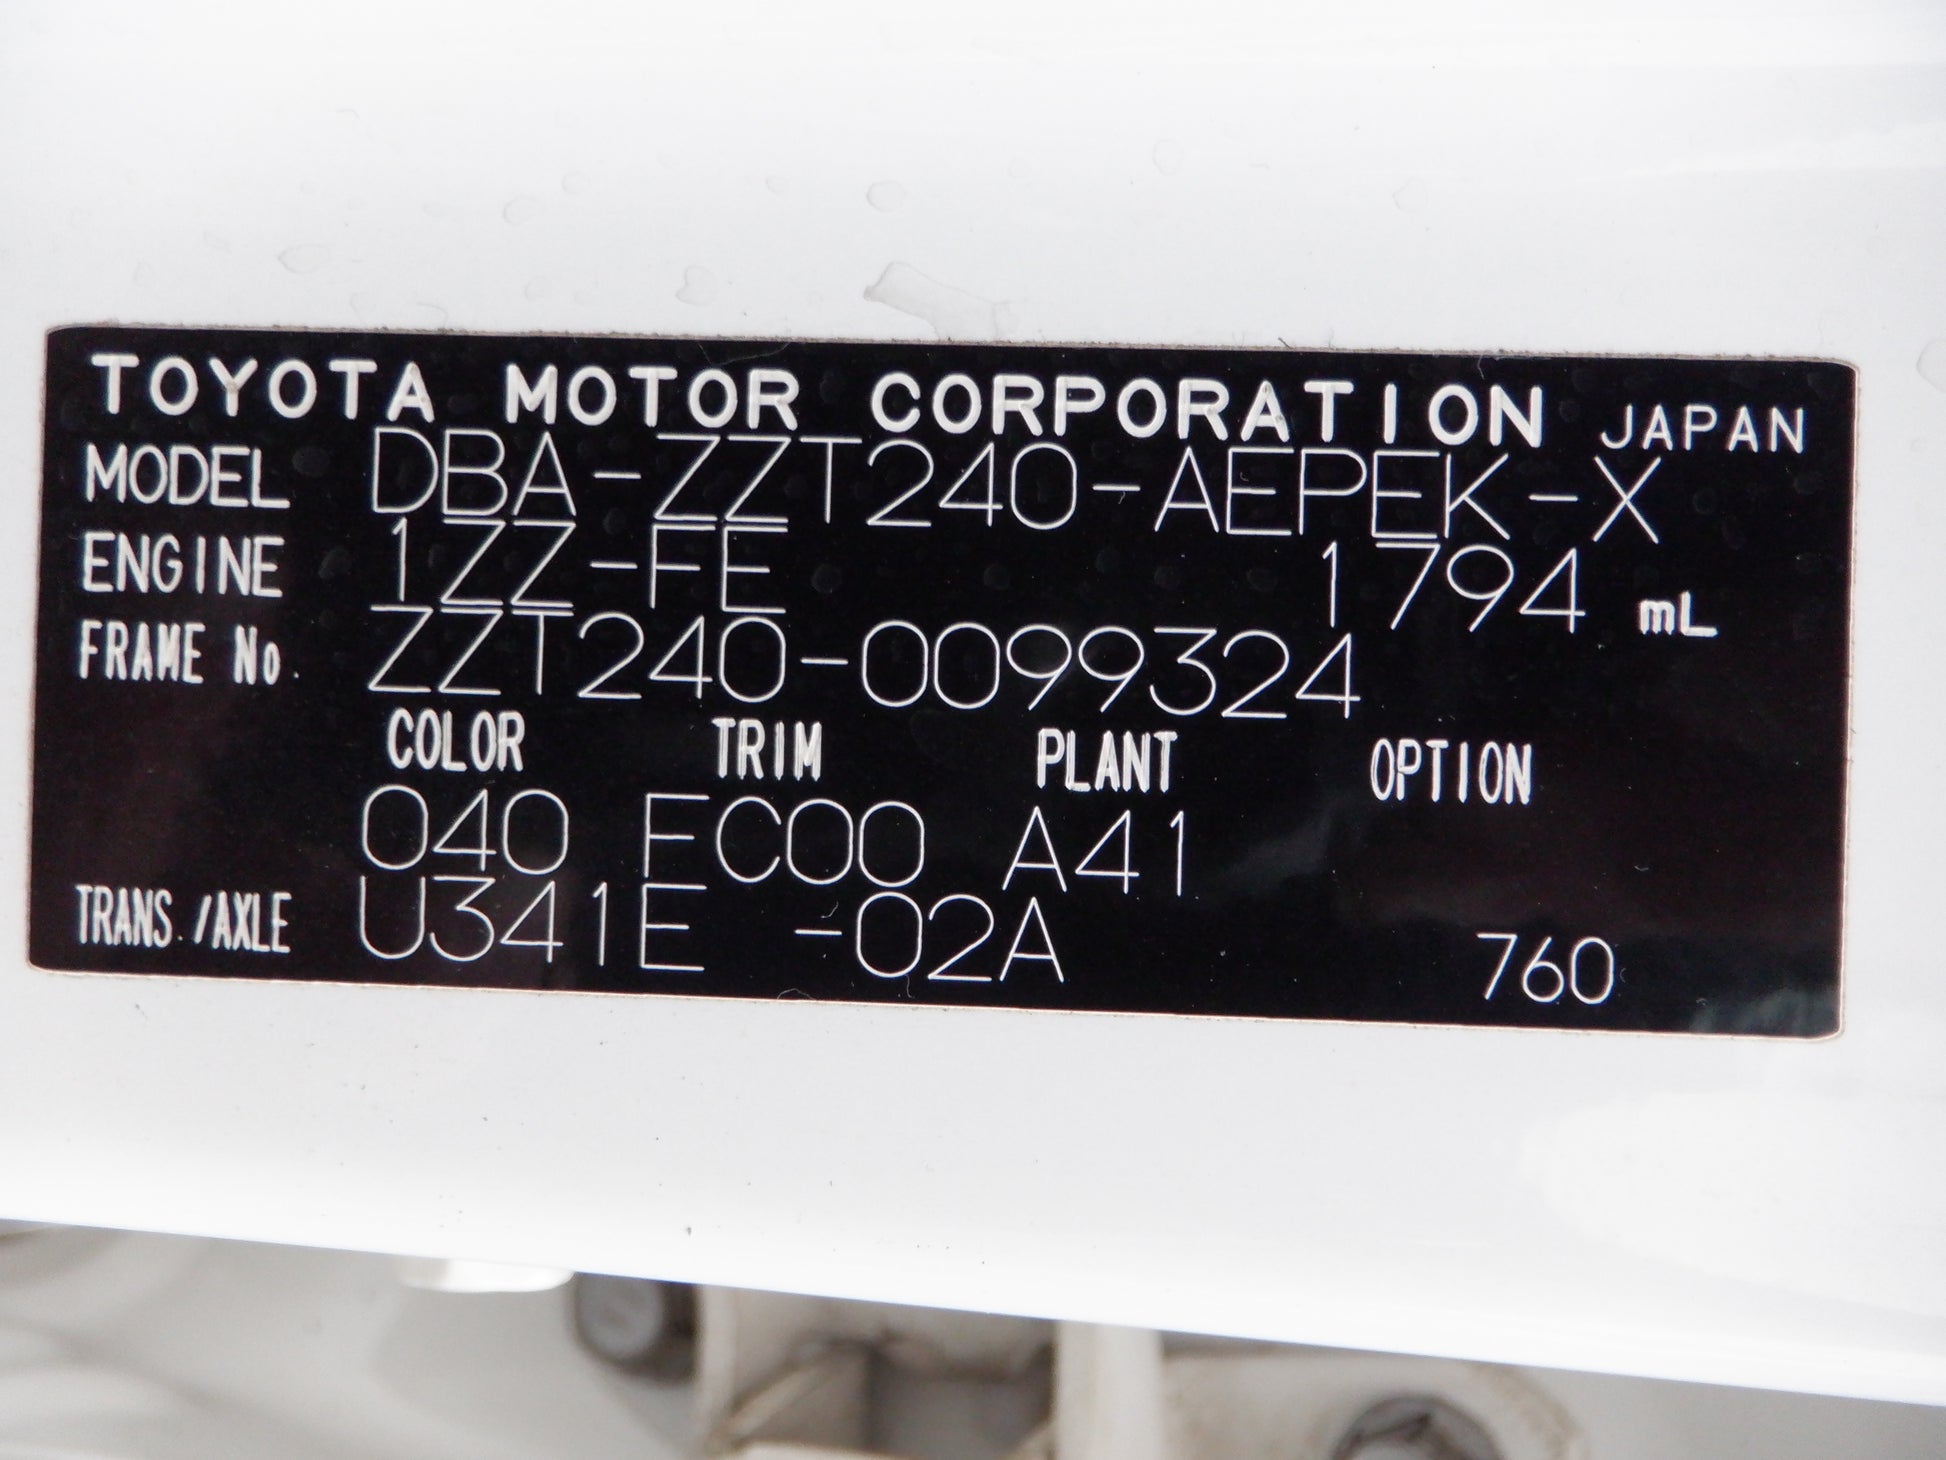 TOYOTA MOTOR CORPORATION JAPAN
MODEL DBA-ZZT240-AEPEK-X
ENGINE 1ZZ-FE 1794 mL
FRAME No. ZZT240-0099324
COLOR TRIM PLANT OPTION
040 FC00 A41
TRANS./AXLE U341E -02A 760